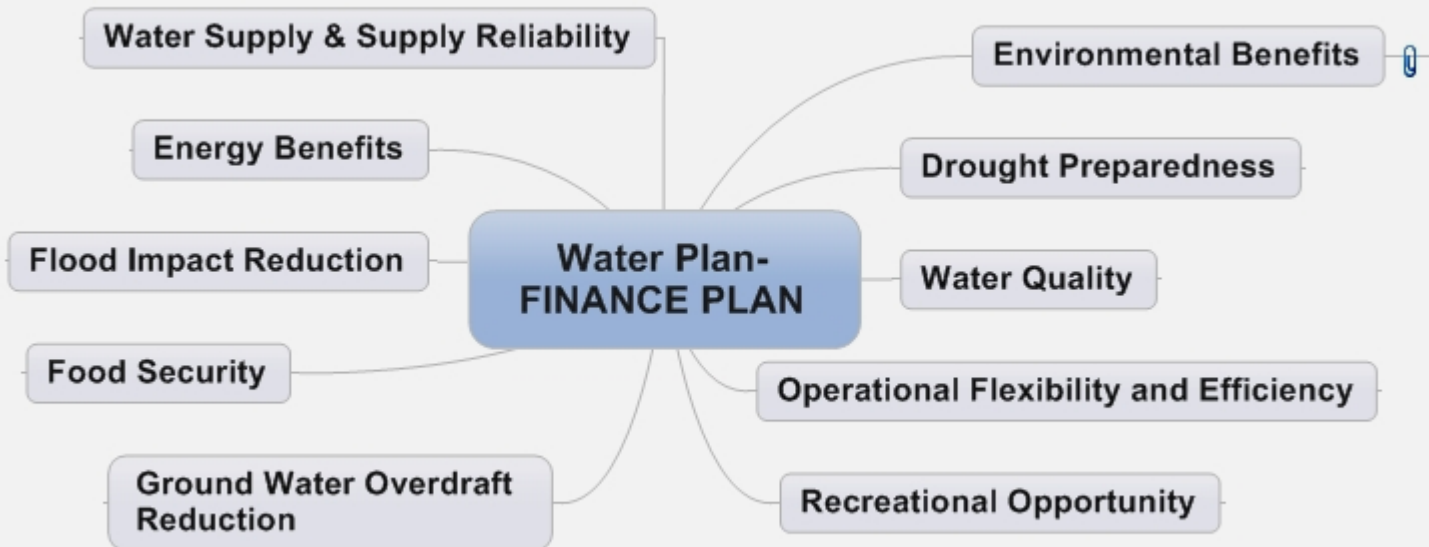 Water Supply & Supply Reliability
Environmental Benefits
Energy Benefits
Drought Preparedness
Flood Impact Reduction
Water Plan-
FINANCE PLAN
Water Quality
Food Security
Operational Flexibility and Efficiency
Ground Water Overdraft
Reduction
Recreational Opportunity